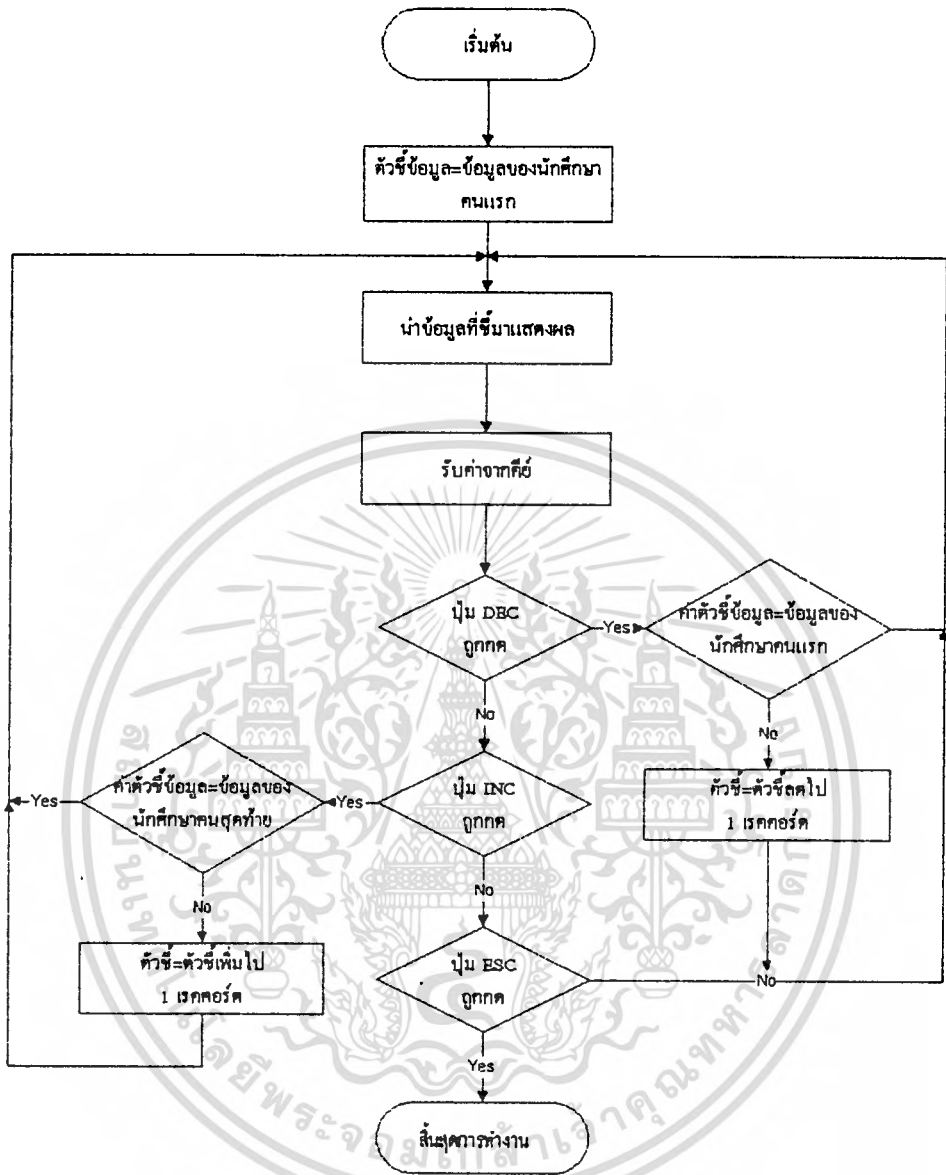 เริ่มต้น
ตัวชี้ข้อมูล=ข้อมูลของนักศึกษา
คนแรก
นำข้อมูลที่ชี้มาแสดงผล
รับค่าจากคีย์
ปุ่ม DEC
ถูกกด
Yes
ค่าตัวชี้ข้อมูล=ข้อมูลของ
นักศึกษาคนแรก
No
No
ตัวชี้=ตัวชี้ลดไป
1 เรคคอร์ด
ปุ่ม INC
ถูกกด
Yes
ค่าตัวชี้ข้อมูล=ข้อมูลของ
นักศึกษาคนสุดท้าย
Yes
No
No
ตัวชี้=ตัวชี้เพิ่มไป
1 เรคคอร์ด
ปุ่ม ESC
ถูกกด
No
Yes
สิ้นสุดการทำงาน